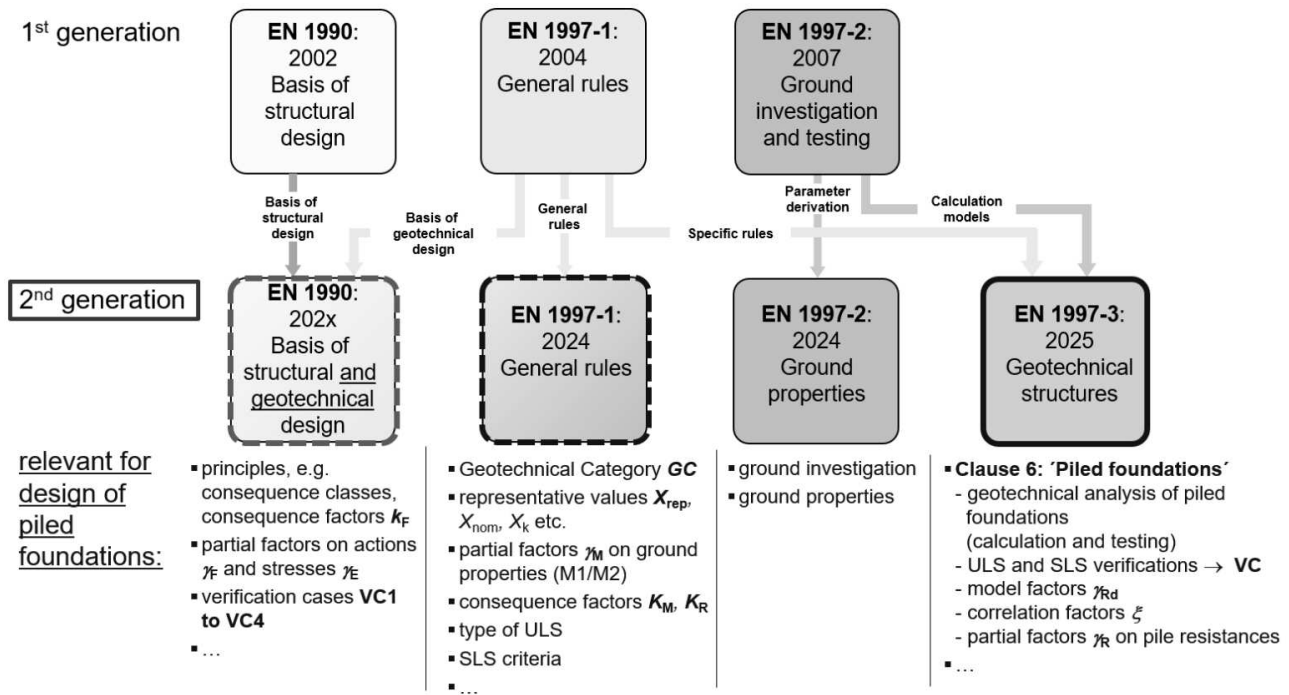 1st generation
EN 1990:
2002
Basis of
structural
design
EN 1997-1:
2004
General rules
EN 1997-2:
2007
Ground
investigation
and testing
Basis of
structural
design
Basis of
geotechnical
design
General
rules
Specific rules
Parameter
derivation
Calculation
models
2nd generation
EN 1990:
202x
Basis of
structural and
geotechnical
design
EN 1997-1:
2024
General rules
EN 1997-2:
2024
Ground
properties
EN 1997-3:
2025
Geotechnical
structures
relevant for
design of
piled
foundations:
▪ principles, e.g.
consequence classes,
consequence factors kF
▪ partial factors on actions
γF and stresses γE
▪ verification cases VC1
to VC4
▪ ...
▪ Geotechnical Category GC
▪ representative values Xrep,
Xnom, Xk etc.
▪ partial factors γM on ground
properties (M1/M2)
▪ consequence factors KM, KR
▪ type of ULS
▪ SLS criteria
▪ ...
▪ ground investigation
▪ ground properties
▪ Clause 6: ´Piled foundations´
- geotechnical analysis of piled
foundations
(calculation and testing)
- ULS and SLS verifications → VC
- model factors γRd
- correlation factors ξ
- partial factors γR on pile resistances
▪ ...